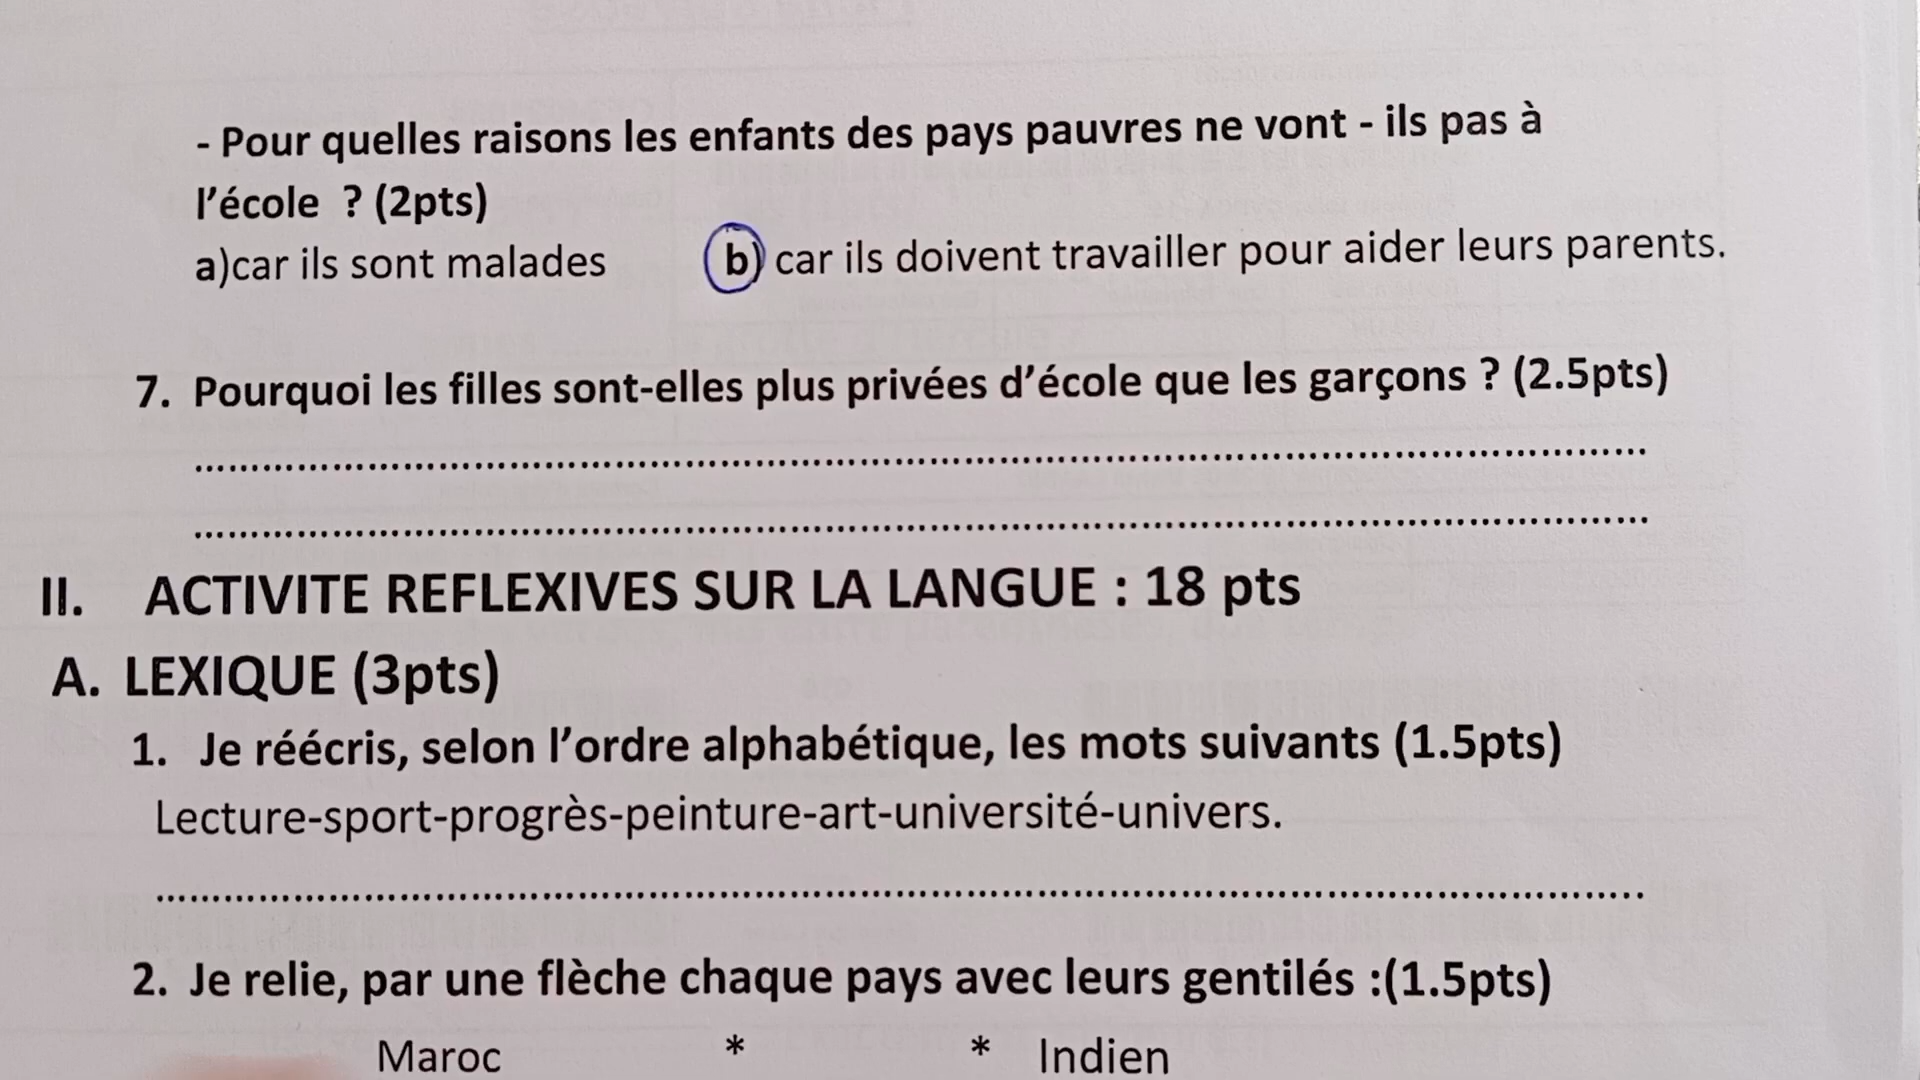 - Pour quelles raisons les enfants des pays pauvres ne vont - ils pas à
l'école ? (2pts)
a)car ils sont malades b) car ils doivent travailler pour aider leurs parents.
7. Pourquoi les filles sont-elles plus privées d'école que les garçons ? (2.5pts)
................................................................
................................................................
II. ACTIVITE REFLEXIVES SUR LA LANGUE : 18 pts
A. LEXIQUE (3pts)
1. Je réécris, selon l'ordre alphabétique, les mots suivants (1.5pts)
Lecture-sport-progrès-peinture-art-université-univers.
................................................................
2. Je relie, par une flèche chaque pays avec leurs gentilés :(1.5pts)
Maroc * * Indien